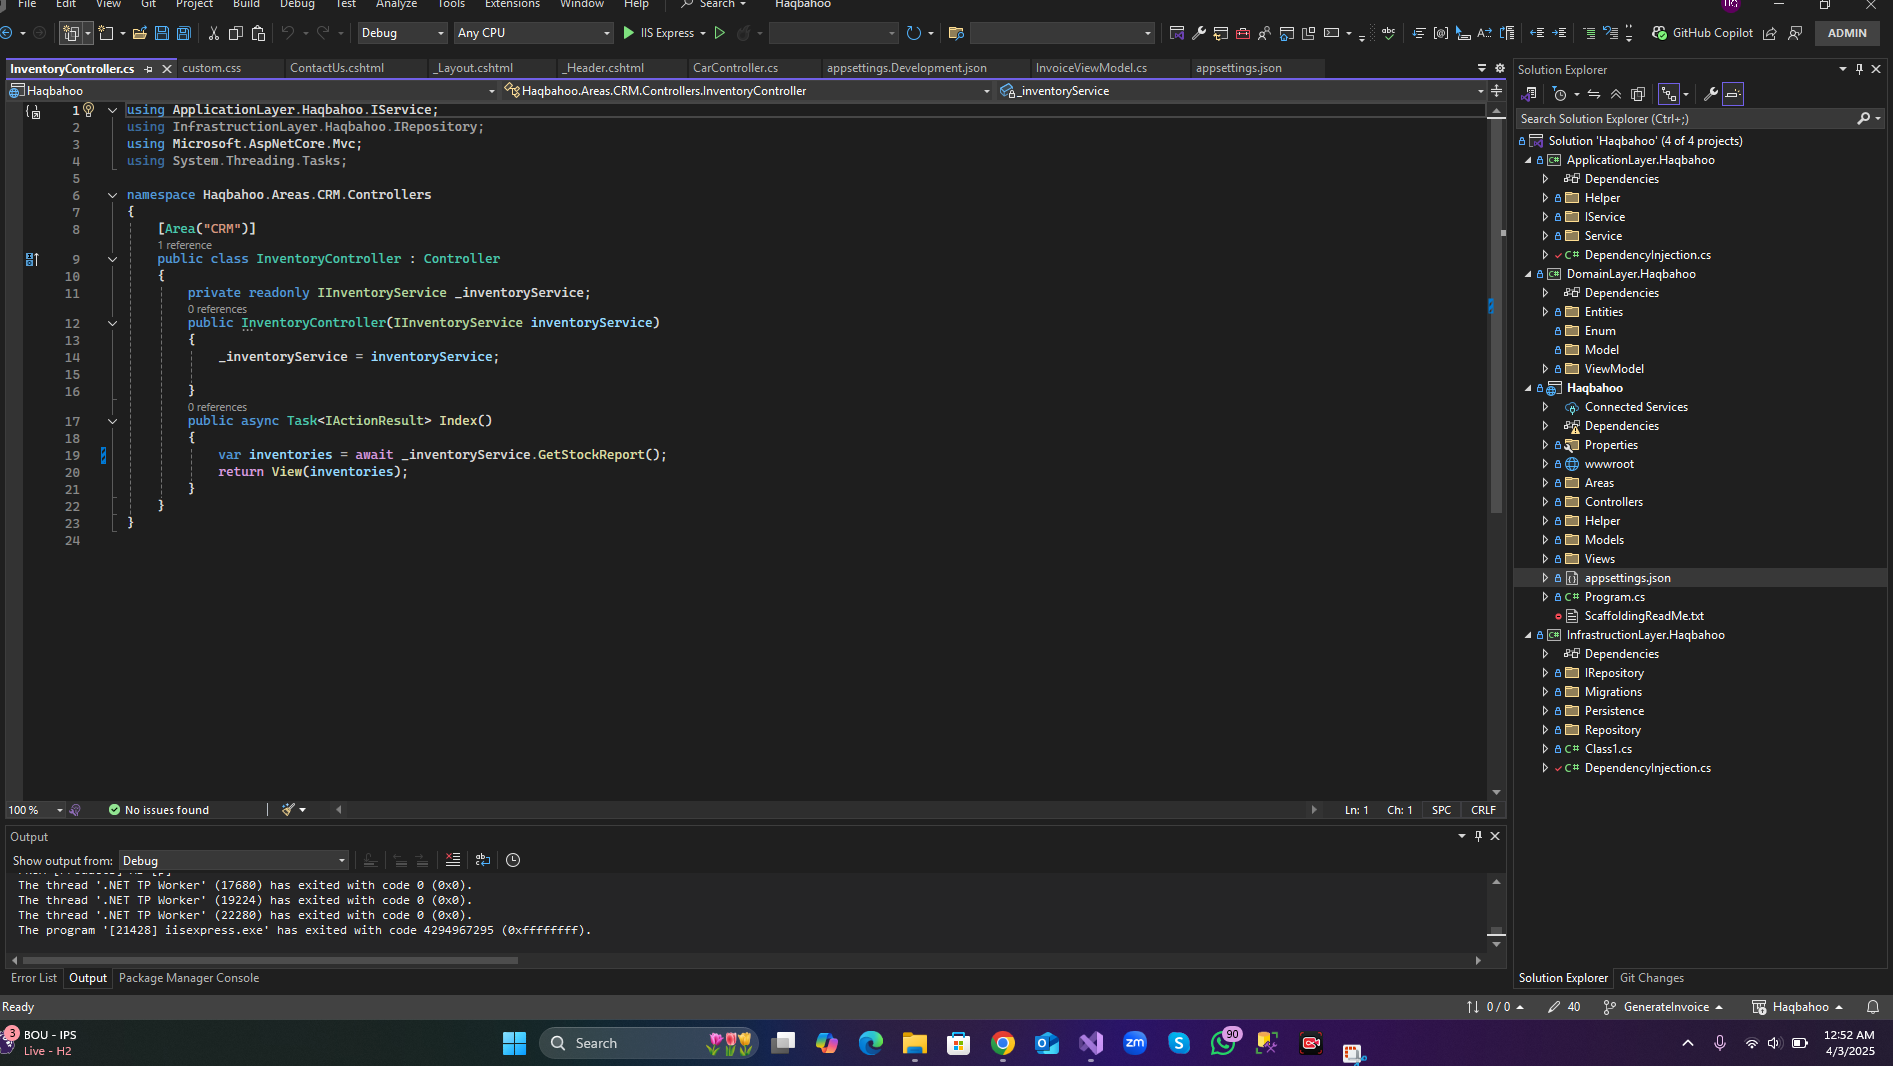 File Edit View Git Project Build Debug Test Analyze Tools Extensions Window Help Search Haqbahoo
Debug Any CPU IIS Express GitHub Copilot ADMIN
InventoryController.cs custom.css ContactUs.cshtml _Layout.cshtml _Header.cshtml CarController.cs appsettings.Development.json InvoiceViewModel.cs appsettings.json
Haqbahoo Haqbahoo.Areas.CRM.Controllers.InventoryController _inventoryService
1 using ApplicationLayer.Haqbahoo.IService;
2 using InfrastructionLayer.Haqbahoo.IRepository;
3 using Microsoft.AspNetCore.Mvc;
4 using System.Threading.Tasks;
5
6 namespace Haqbahoo.Areas.CRM.Controllers
7 {
8 [Area("CRM")]
1 reference
9 public class InventoryController : Controller
10 {
11 private readonly IInventoryService _inventoryService;
0 references
12 public InventoryController(IInventoryService inventoryService)
13 {
14 _inventoryService = inventoryService;
15
16 }
0 references
17 public async Task<IActionResult> Index()
18 {
19 var inventories = await _inventoryService.GetStockReport();
20 return View(inventories);
21 }
22 }
23 }
24
100 % No issues found Ln: 1 Ch: 1 SPC CRLF
Output
Show output from: Debug
The thread '.NET TP Worker' (17680) has exited with code 0 (0x0).
The thread '.NET TP Worker' (19224) has exited with code 0 (0x0).
The thread '.NET TP Worker' (22280) has exited with code 0 (0x0).
The program '[21428] iisexpress.exe' has exited with code 4294967295 (0xffffffff).
Error List Output Package Manager Console
Solution Explorer
Search Solution Explorer (Ctrl+;)
Solution 'Haqbahoo' (4 of 4 projects)
ApplicationLayer.Haqbahoo
Dependencies
Helper
IService
Service
C# DependencyInjection.cs
DomainLayer.Haqbahoo
Dependencies
Entities
Enum
Model
ViewModel
Haqbahoo
Connected Services
Dependencies
Properties
wwwroot
Areas
Controllers
Helper
Models
Views
appsettings.json
C# Program.cs
ScaffoldingReadMe.txt
InfrastructionLayer.Haqbahoo
Dependencies
IRepository
Migrations
Persistence
Repository
C# Class1.cs
C# DependencyInjection.cs
Solution Explorer Git Changes
Ready 0 / 0 40 GenerateInvoice Haqbahoo
3 BOU - IPS
Live - H2
Search
zm
90
12:52 AM
4/3/2025